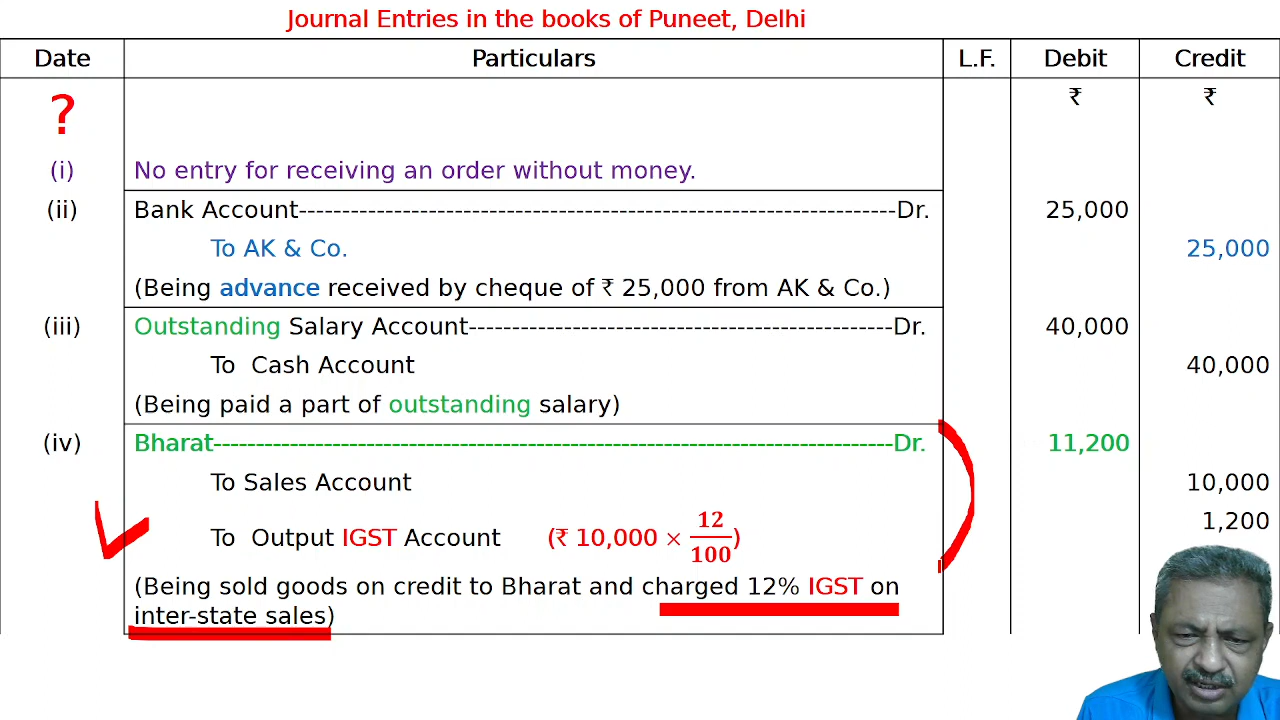 Journal Entries in the books of Puneet, Delhi
Date Particulars L.F. Debit Credit
? ₹ ₹
(i) No entry for receiving an order without money.
(ii) Bank Account--------------------------------------------------------------------Dr. 25,000
To AK & Co. 25,000
(Being advance received by cheque of ₹ 25,000 from AK & Co.)
(iii) Outstanding Salary Account------------------------------------------------Dr. 40,000
To Cash Account 40,000
(Being paid a part of outstanding salary)
(iv) Bharat------------------------------------------------------------------------------Dr. 11,200
To Sales Account 10,000
To Output IGST Account (₹ 10,000 × 12/100) 1,200
(Being sold goods on credit to Bharat and charged 12% IGST on
inter-state sales)